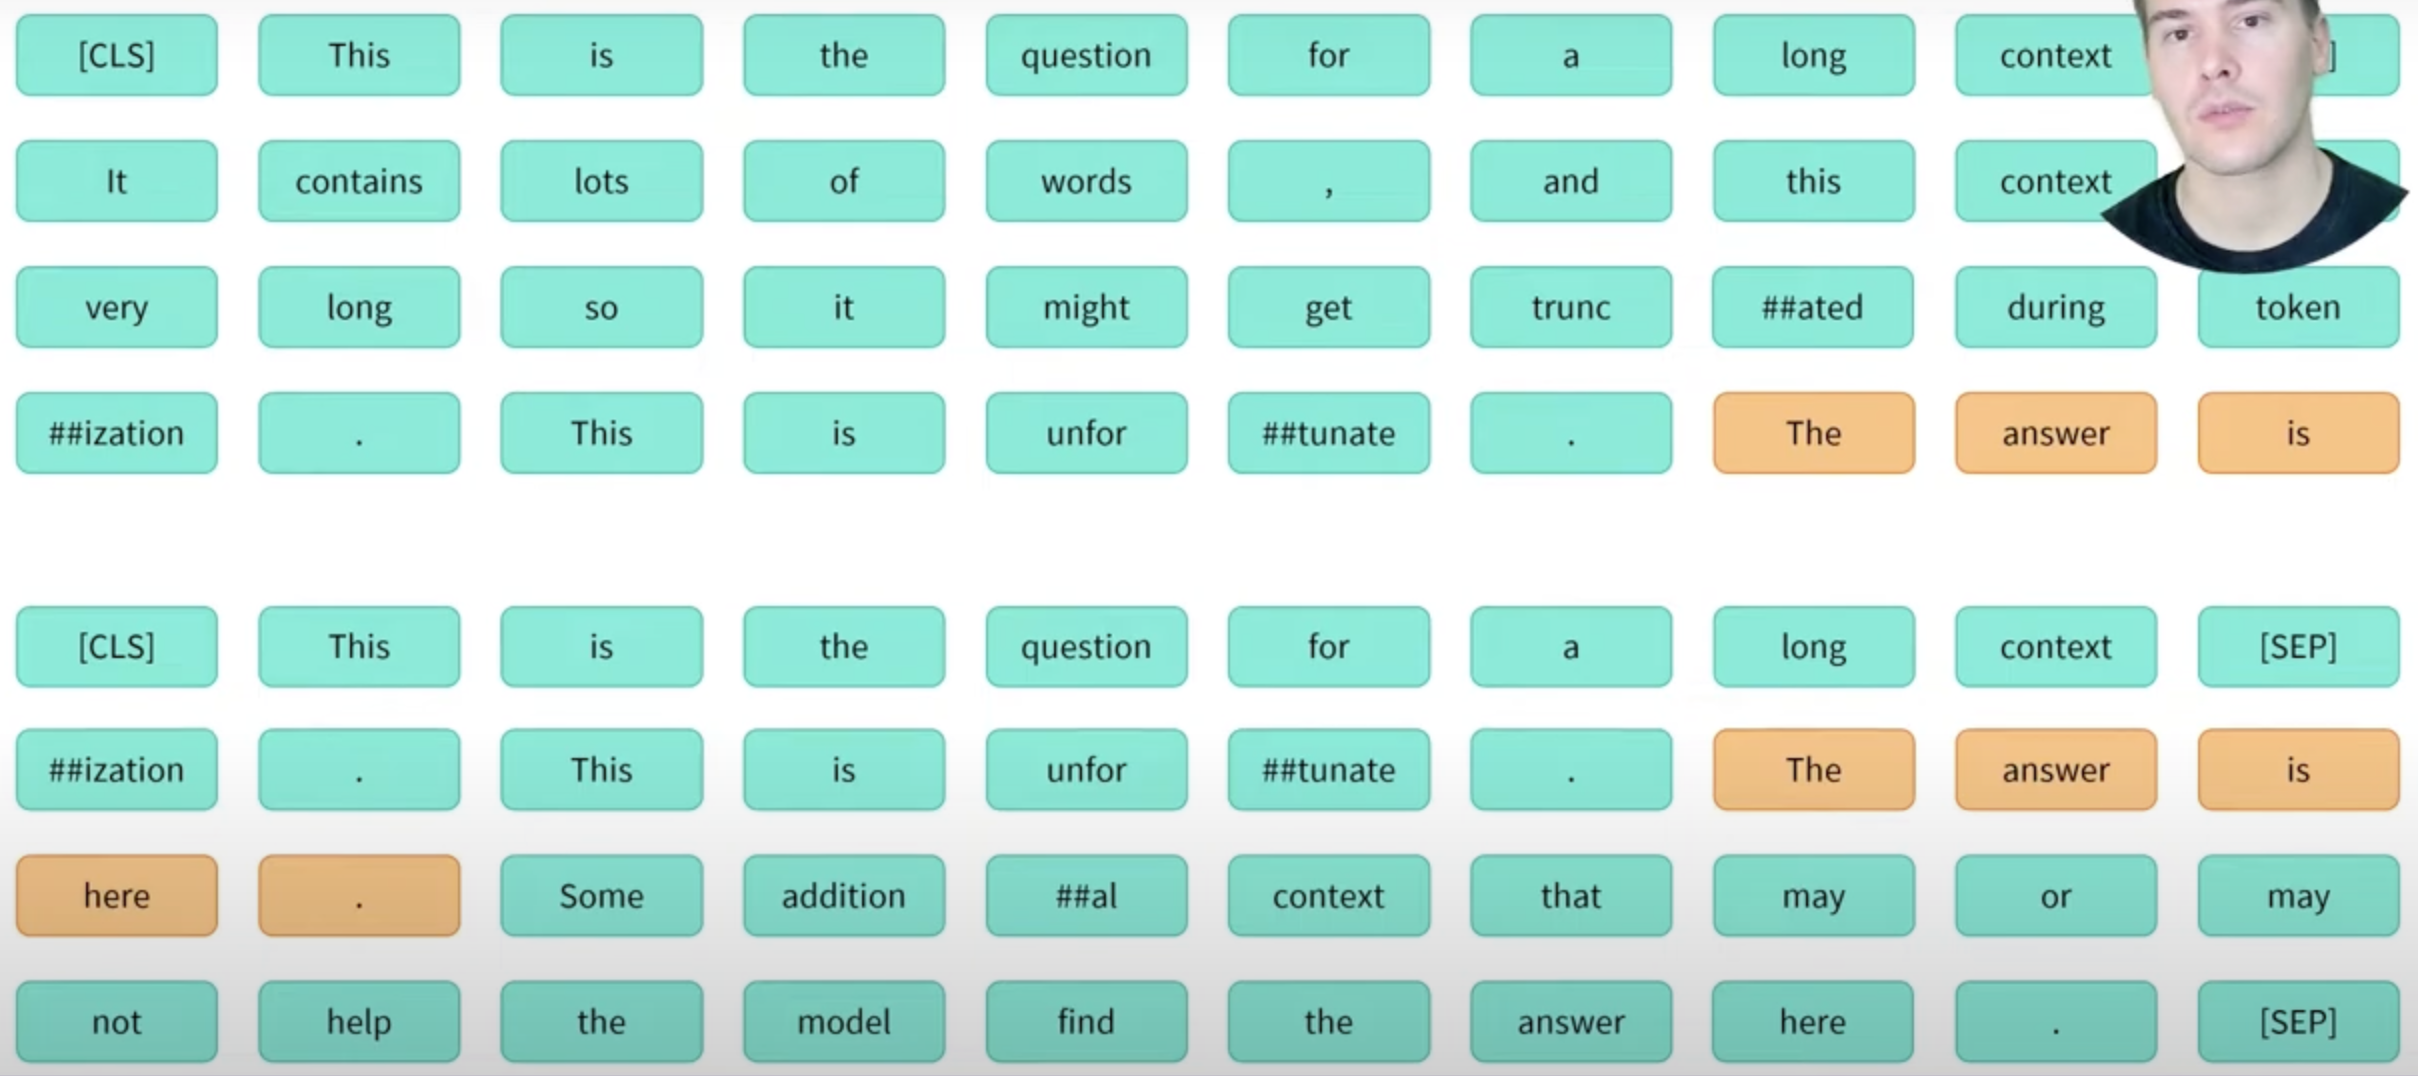 [CLS] This is the question for a long context ]
It contains lots of words , and this context
very long so it might get trunc ##ated during token
##ization . This is unfor ##tunate . The answer is
[CLS] This is the question for a long context [SEP]
##ization . This is unfor ##tunate . The answer is
here . Some addition ##al context that may or may
not help the model find the answer here . [SEP]